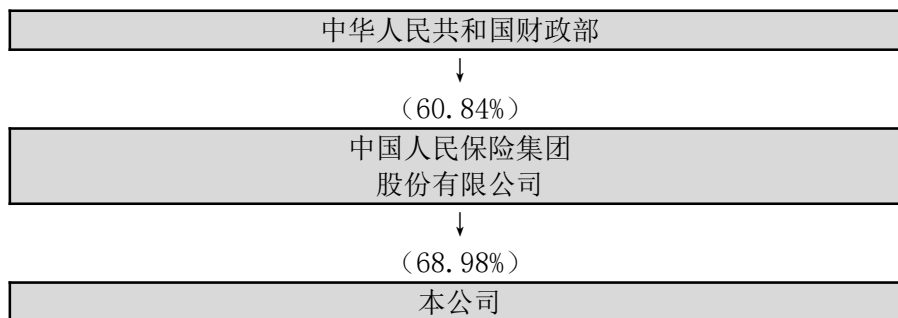 中华人民共和国财政部
↓
（60.84%）
中国人民保险集团
股份有限公司
↓
（68.98%）
本公司